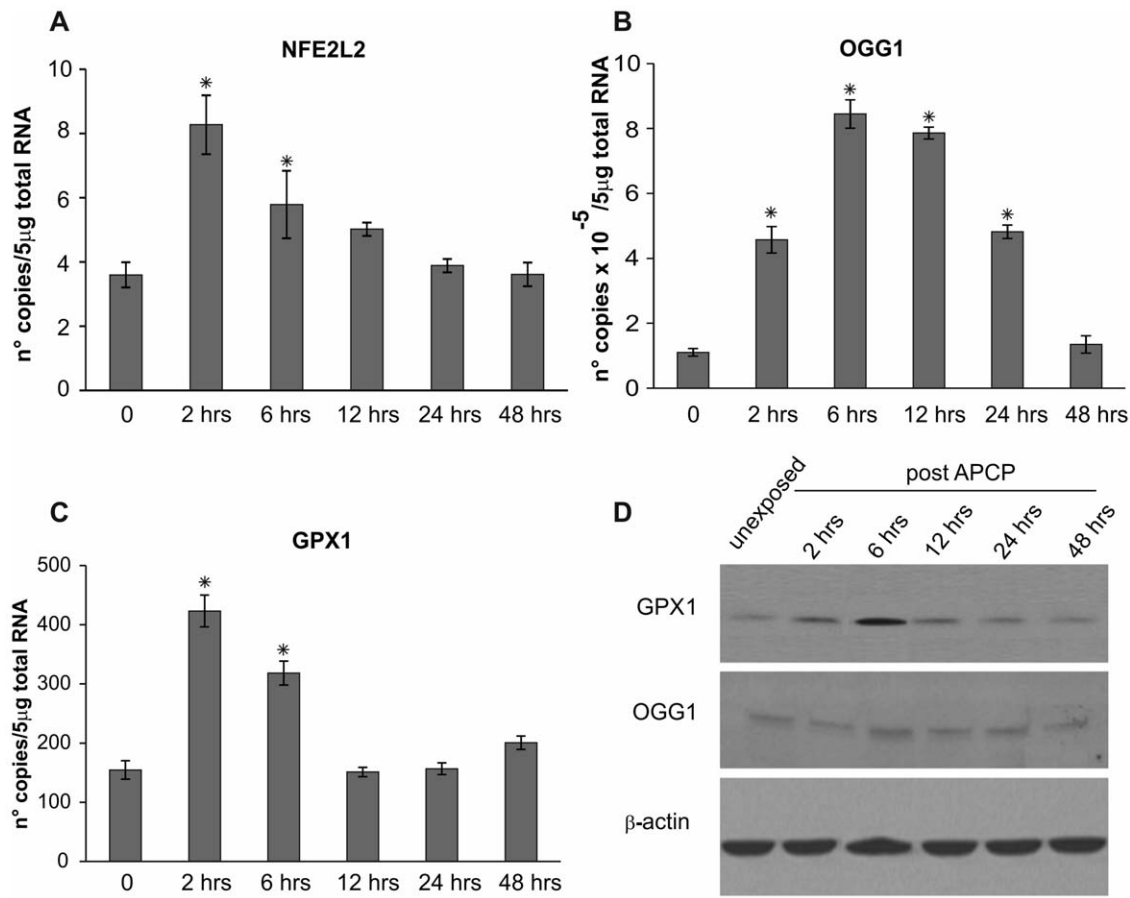 A
NFE2L2
n° copies/5μg total RNA
10
8
6
4
2
0
*
*
0 2 hrs 6 hrs 12 hrs 24 hrs 48 hrs
B
OGG1
n° copies x 10 -5 /5μg total RNA
10
8
6
4
2
0
*
*
*
*
0 2 hrs 6 hrs 12 hrs 24 hrs 48 hrs
C
GPX1
n° copies/5μg total RNA
500
400
300
200
100
0
*
*
0 2 hrs 6 hrs 12 hrs 24 hrs 48 hrs
D
post APCP
unexposed 2 hrs 6 hrs 12 hrs 24 hrs 48 hrs
GPX1
OGG1
β-actin